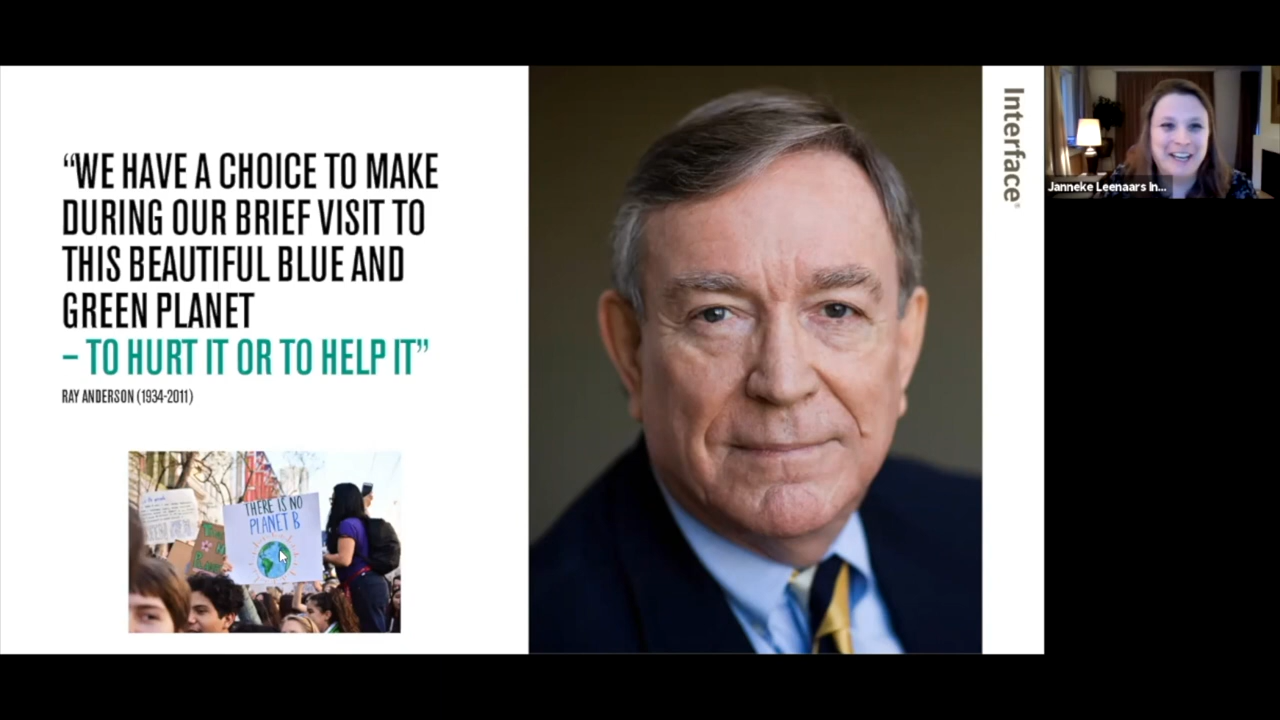 “WE HAVE A CHOICE TO MAKE
DURING OUR BRIEF VISIT TO
THIS BEAUTIFUL BLUE AND
GREEN PLANET
– TO HURT IT OR TO HELP IT”
RAY ANDERSON (1934-2011)
THERE IS NO
PLANET B
Interface®
Janneke Leenaars In...